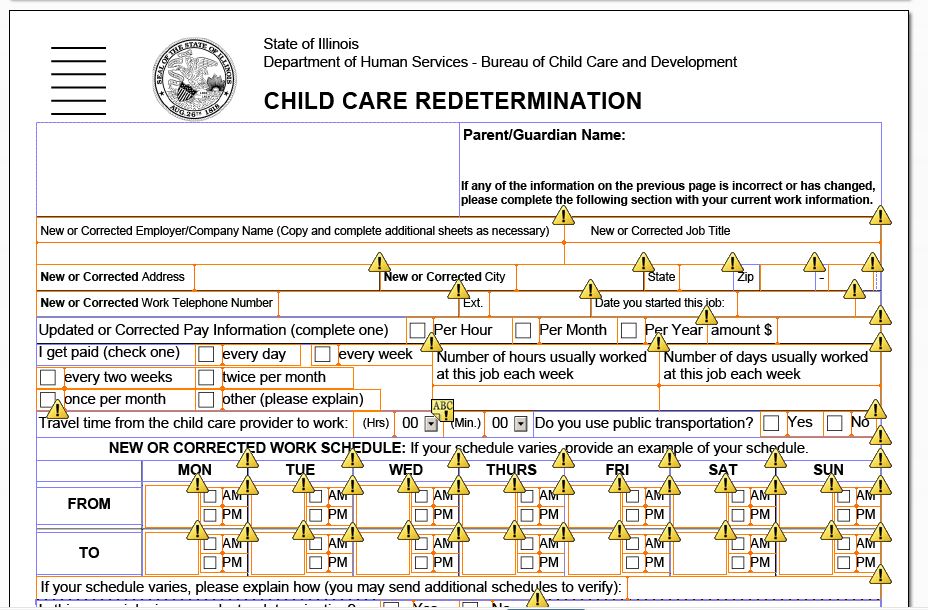 State of Illinois
Department of Human Services - Bureau of Child Care and Development
SEAL OF THE STATE OF ILLINOIS
AUG. 26TH 1818
CHILD CARE REDETERMINATION
Parent/Guardian Name:
If any of the information on the previous page is incorrect or has changed,
please complete the following section with your current work information.
New or Corrected Employer/Company Name (Copy and complete additional sheets as necessary) New or Corrected Job Title
New or Corrected Address New or Corrected City State Zip -
New or Corrected Work Telephone Number Ext. Date you started this job:
Updated or Corrected Pay Information (complete one) Per Hour Per Month Per Year amount $
I get paid (check one) every day every week Number of hours usually worked Number of days usually worked
at this job each week at this job each week
every two weeks twice per month
once per month other (please explain)
ABC
Travel time from the child care provider to work: (Hrs) 00 (Min.) 00 Do you use public transportation? Yes No
NEW OR CORRECTED WORK SCHEDULE: If your schedule varies, provide an example of your schedule.
MON TUE WED THURS FRI SAT SUN
FROM AM AM AM AM AM AM AM
PM PM PM PM PM PM PM
TO AM AM AM AM AM AM AM
PM PM PM PM PM PM PM
If your schedule varies, please explain how (you may send additional schedules to verify):
Yes No